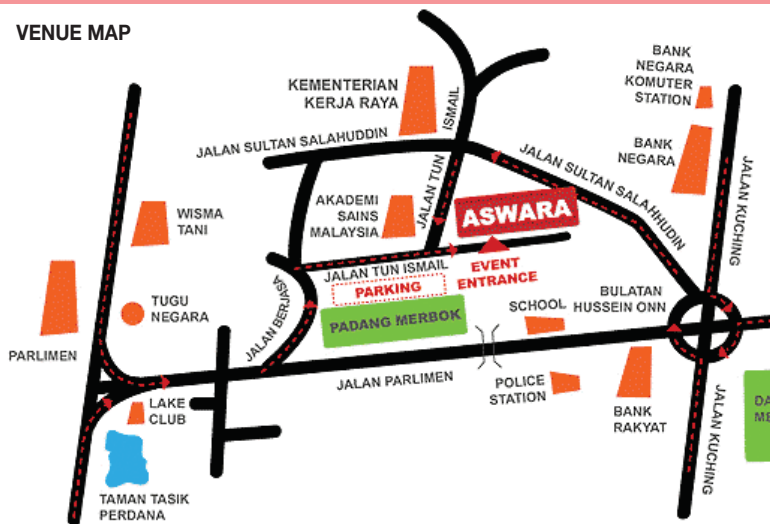 VENUE MAP
BANK
NEGARA
KOMUTER
STATION
KEMENTERIAN
KERJA RAYA
JALAN TUN ISMAIL
JALAN SULTAN SALAHUDDIN
JALAN SULTAN SALAHHUDIN
BANK
NEGARA
JALAN KUCHING
WISMA
TANI
AKADEMI
SAINS
MALAYSIA
ASWARA
JALAN TUN ISMAIL
EVENT
ENTRANCE
PARKING
PADANG MERBOK
JALAN BERJASA
TUGU
NEGARA
PARLIMEN
SCHOOL
BULATAN
HUSSEIN ONN
JALAN PARLIMEN
POLICE
STATION
BANK
RAKYAT
JALAN KUCHING
LAKE
CLUB
TAMAN TASIK
PERDANA